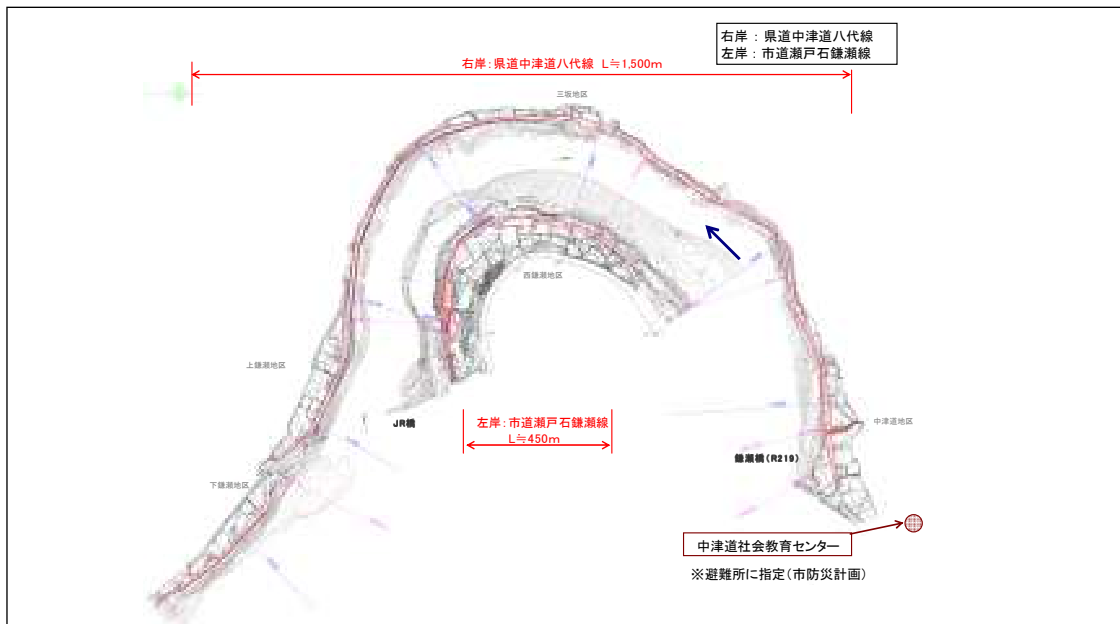 右岸 : 県道中津道八代線
左岸 : 市道瀬戸石鎌瀬線
右岸：県道中津道八代線 L≒1,500m
三坂地区
西鎌瀬地区
上鎌瀬地区
JR橋
左岸：市道瀬戸石鎌瀬線
L≒450m
中津道地区
鎌瀬橋(R219)
下鎌瀬地区
中津道社会教育センター
※避難所に指定(市防災計画)